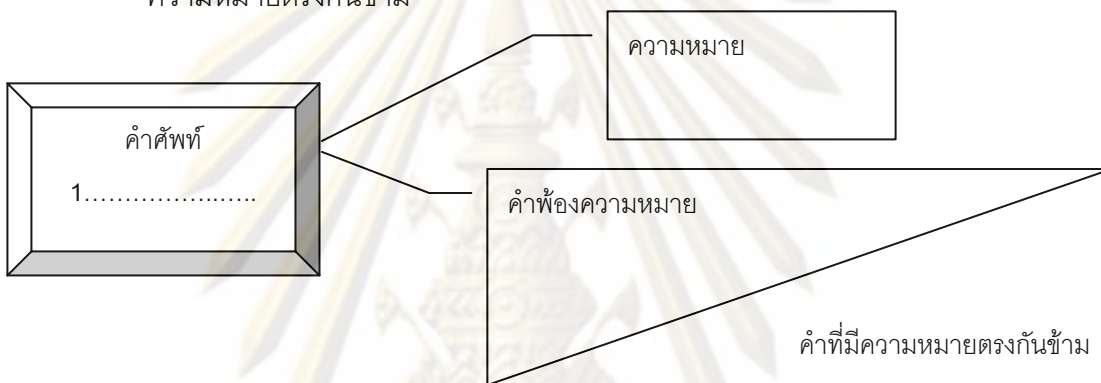 ความหมายตรงกันข้าม
ความหมาย
คำศัพท์
1.....................
คำพ้องความหมาย
คำที่มีความหมายตรงกันข้าม